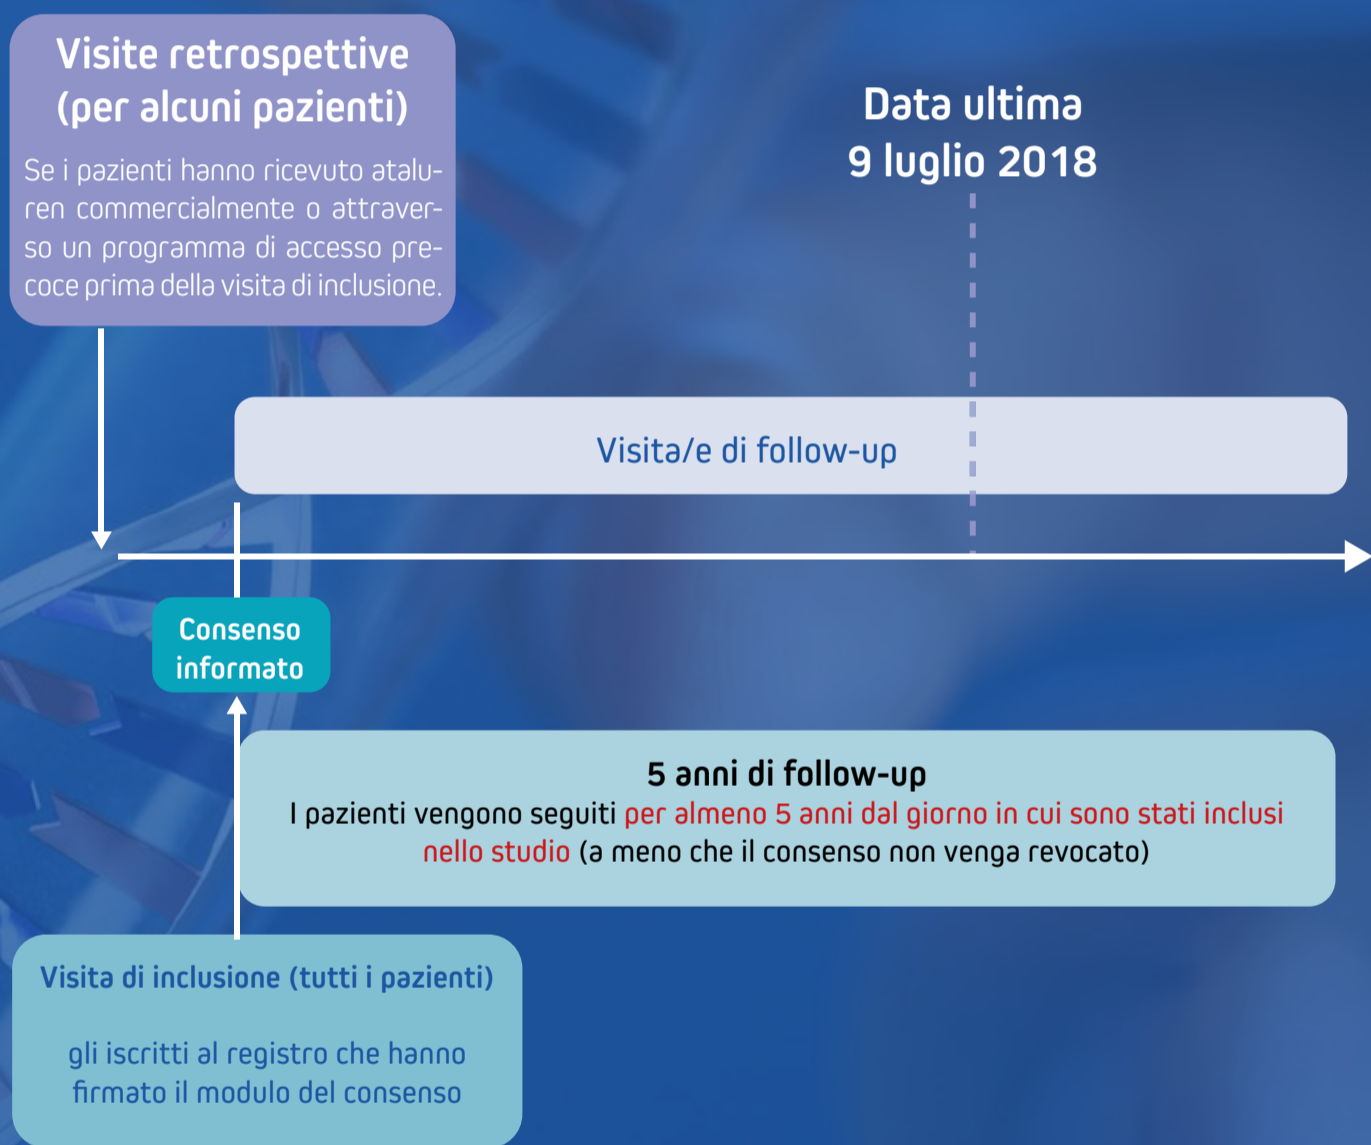 Visite retrospettive
(per alcuni pazienti)
Se i pazienti hanno ricevuto atalu-
ren commercialmente o attraver-
so un programma di accesso pre-
coce prima della visita di inclusione.
Data ultima
9 luglio 2018
Visita/e di follow-up
Consenso
informato
5 anni di follow-up
I pazienti vengono seguiti per almeno 5 anni dal giorno in cui sono stati inclusi
nello studio (a meno che il consenso non venga revocato)
Visita di inclusione (tutti i pazienti)
gli iscritti al registro che hanno
firmato il modulo del consenso